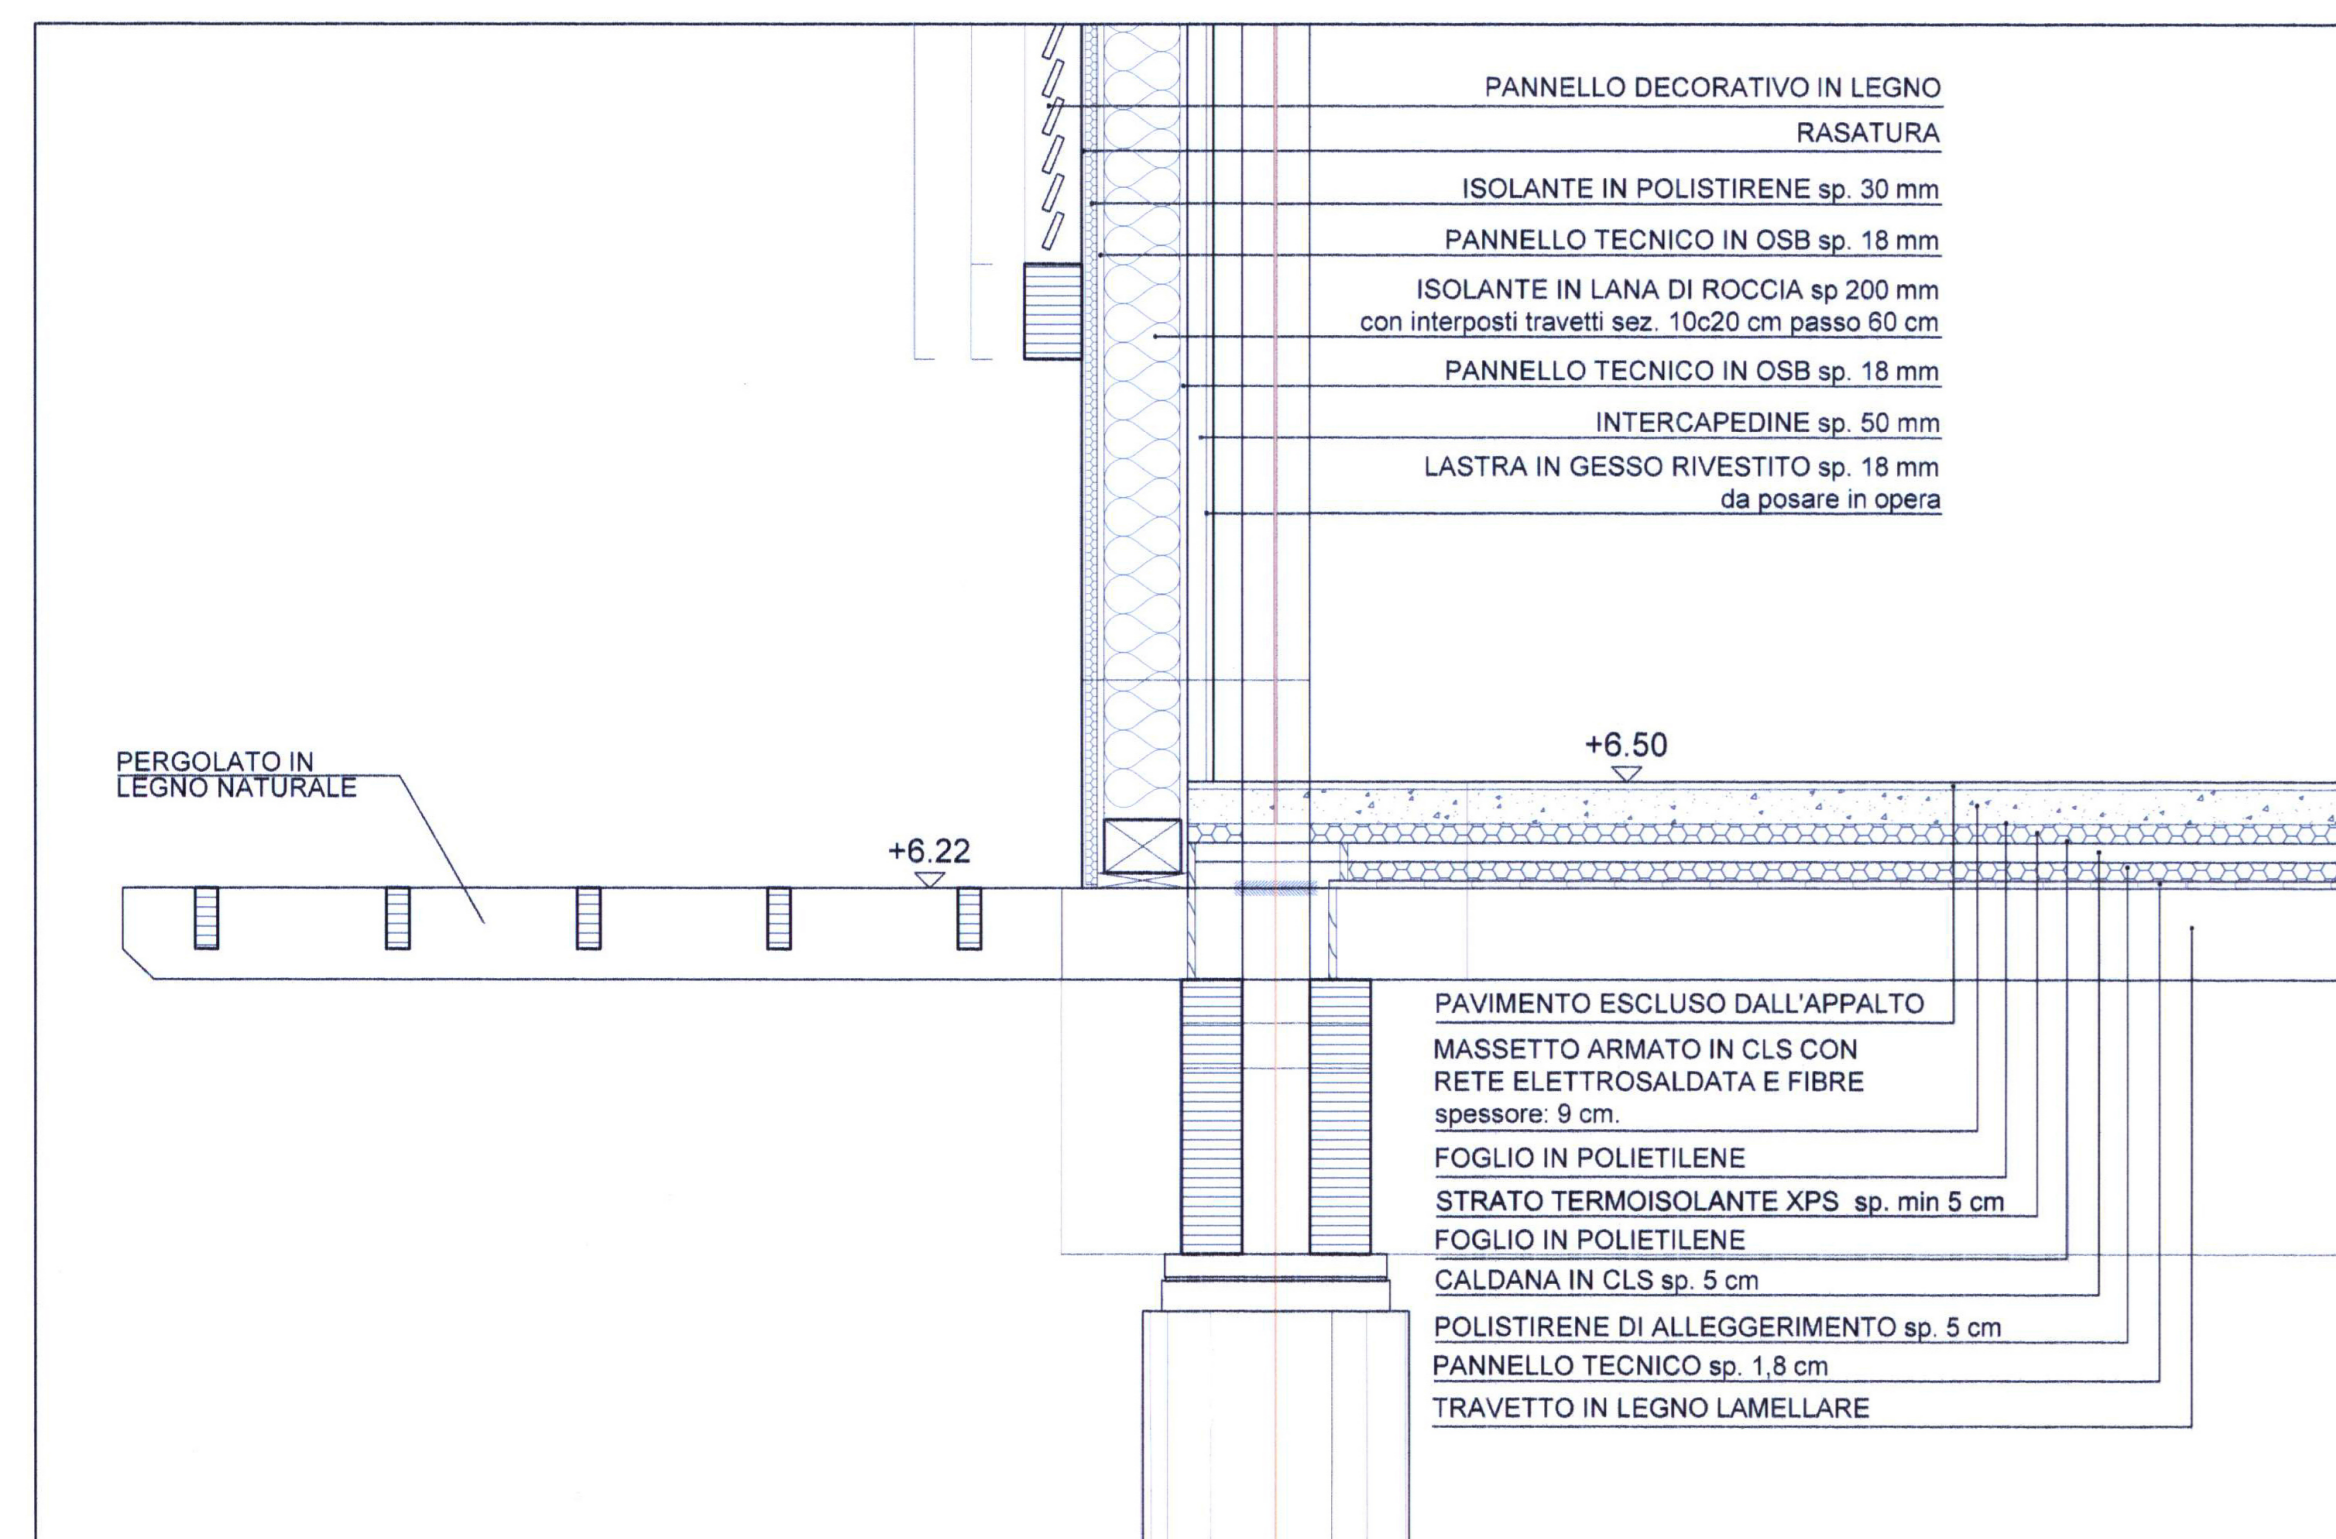 PANNELLO DECORATIVO IN LEGNO
RASATURA
ISOLANTE IN POLISTIRENE sp. 30 mm
PANNELLO TECNICO IN OSB sp. 18 mm
ISOLANTE IN LANA DI ROCCIA sp 200 mm
con interposti travetti sez. 10c20 cm passo 60 cm
PANNELLO TECNICO IN OSB sp. 18 mm
INTERCAPEDINE sp. 50 mm
LASTRA IN GESSO RIVESTITO sp. 18 mm
da posare in opera
+6.50
PERGOLATO IN
LEGNO NATURALE
+6.22
PAVIMENTO ESCLUSO DALL'APPALTO
MASSETTO ARMATO IN CLS CON
RETE ELETTROSALDATA E FIBRE
spessore: 9 cm.
FOGLIO IN POLIETILENE
STRATO TERMOISOLANTE XPS sp. min 5 cm
FOGLIO IN POLIETILENE
CALDANA IN CLS sp. 5 cm
POLISTIRENE DI ALLEGGERIMENTO sp. 5 cm
PANNELLO TECNICO sp. 1,8 cm
TRAVETTO IN LEGNO LAMELLARE